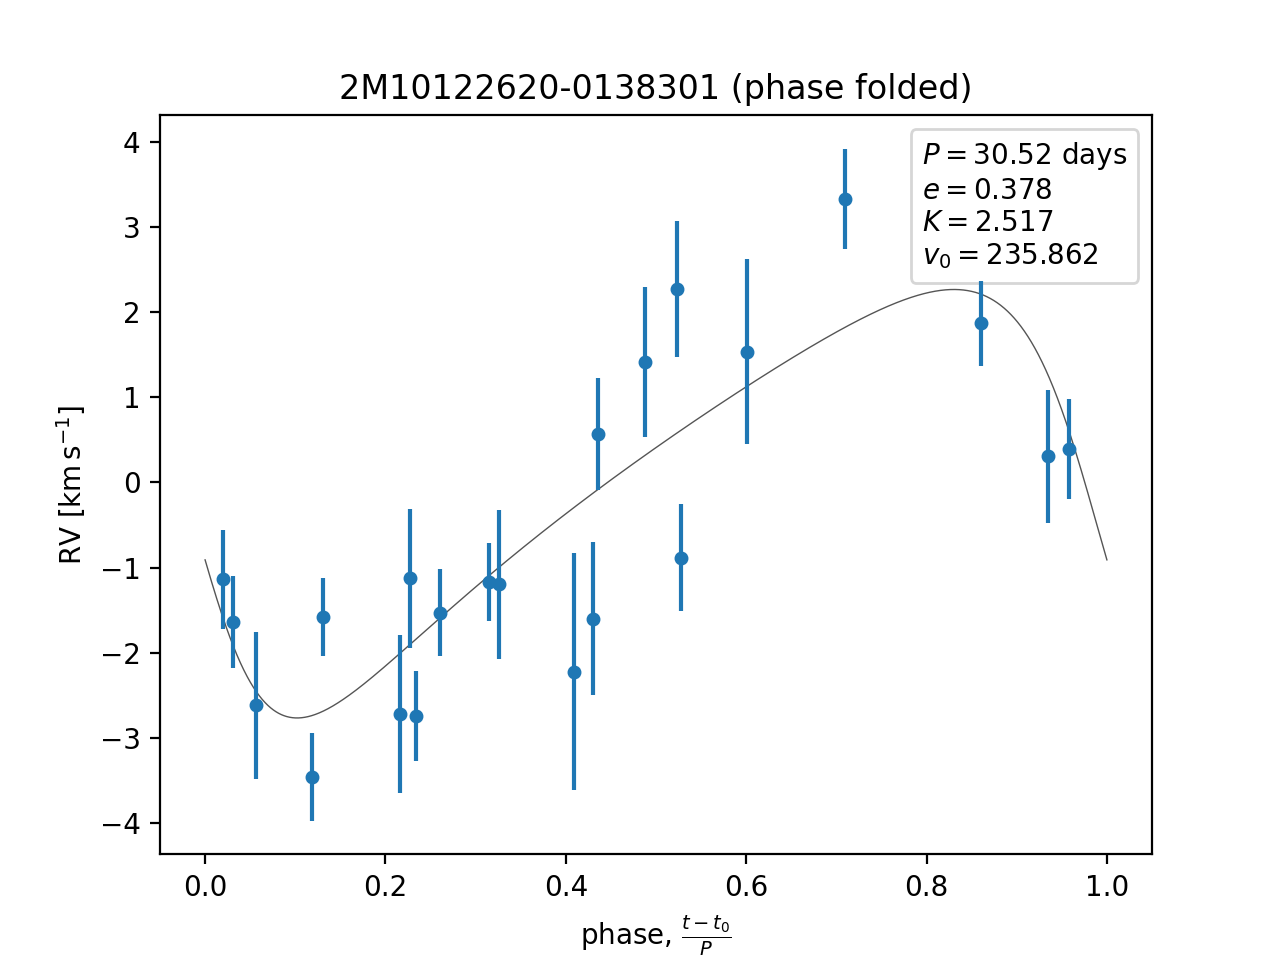 2M10122620-0138301 (phase folded)
P = 30.52 days
e = 0.378
K = 2.517
v₀ = 235.862
4
3
2
1
0
−1
−2
−3
−4
RV [km s⁻¹]
0.0 0.2 0.4 0.6 0.8 1.0
phase, (t − t₀)/P